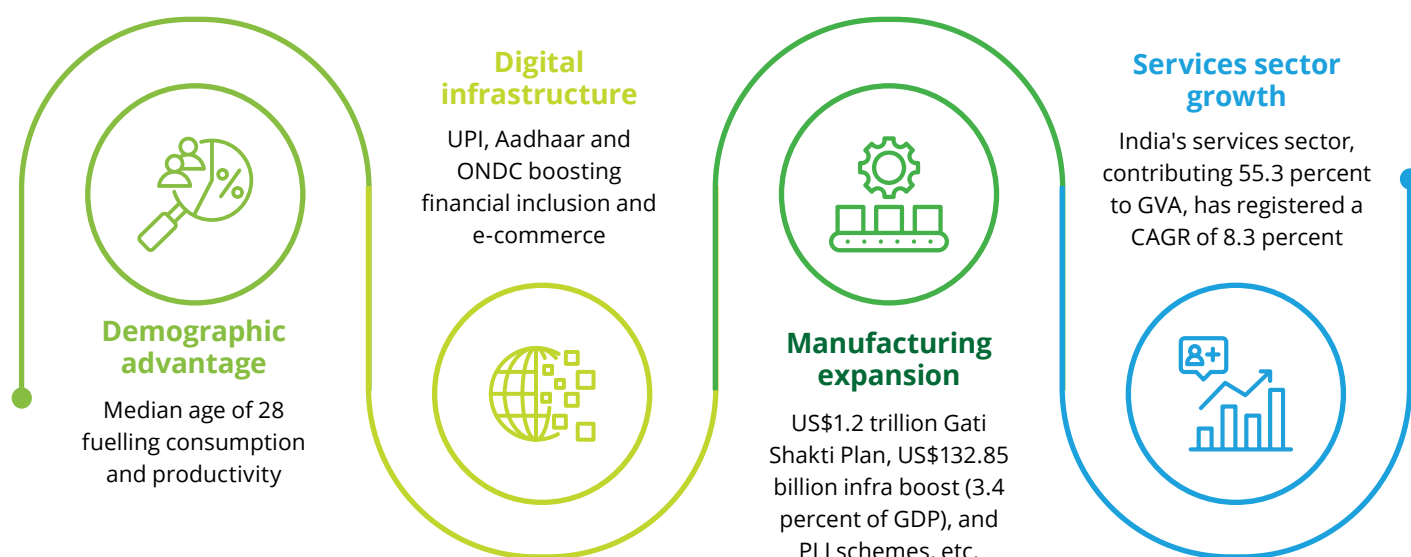 Demographic
advantage
Median age of 28
fuelling consumption
and productivity
Digital
infrastructure
UPI, Aadhaar and
ONDC boosting
financial inclusion and
e-commerce
Manufacturing
expansion
US$1.2 trillion Gati
Shakti Plan, US$132.85
billion infra boost (3.4
percent of GDP), and
PLI schemes, etc.
Services sector
growth
India's services sector,
contributing 55.3 percent
to GVA, has registered a
CAGR of 8.3 percent